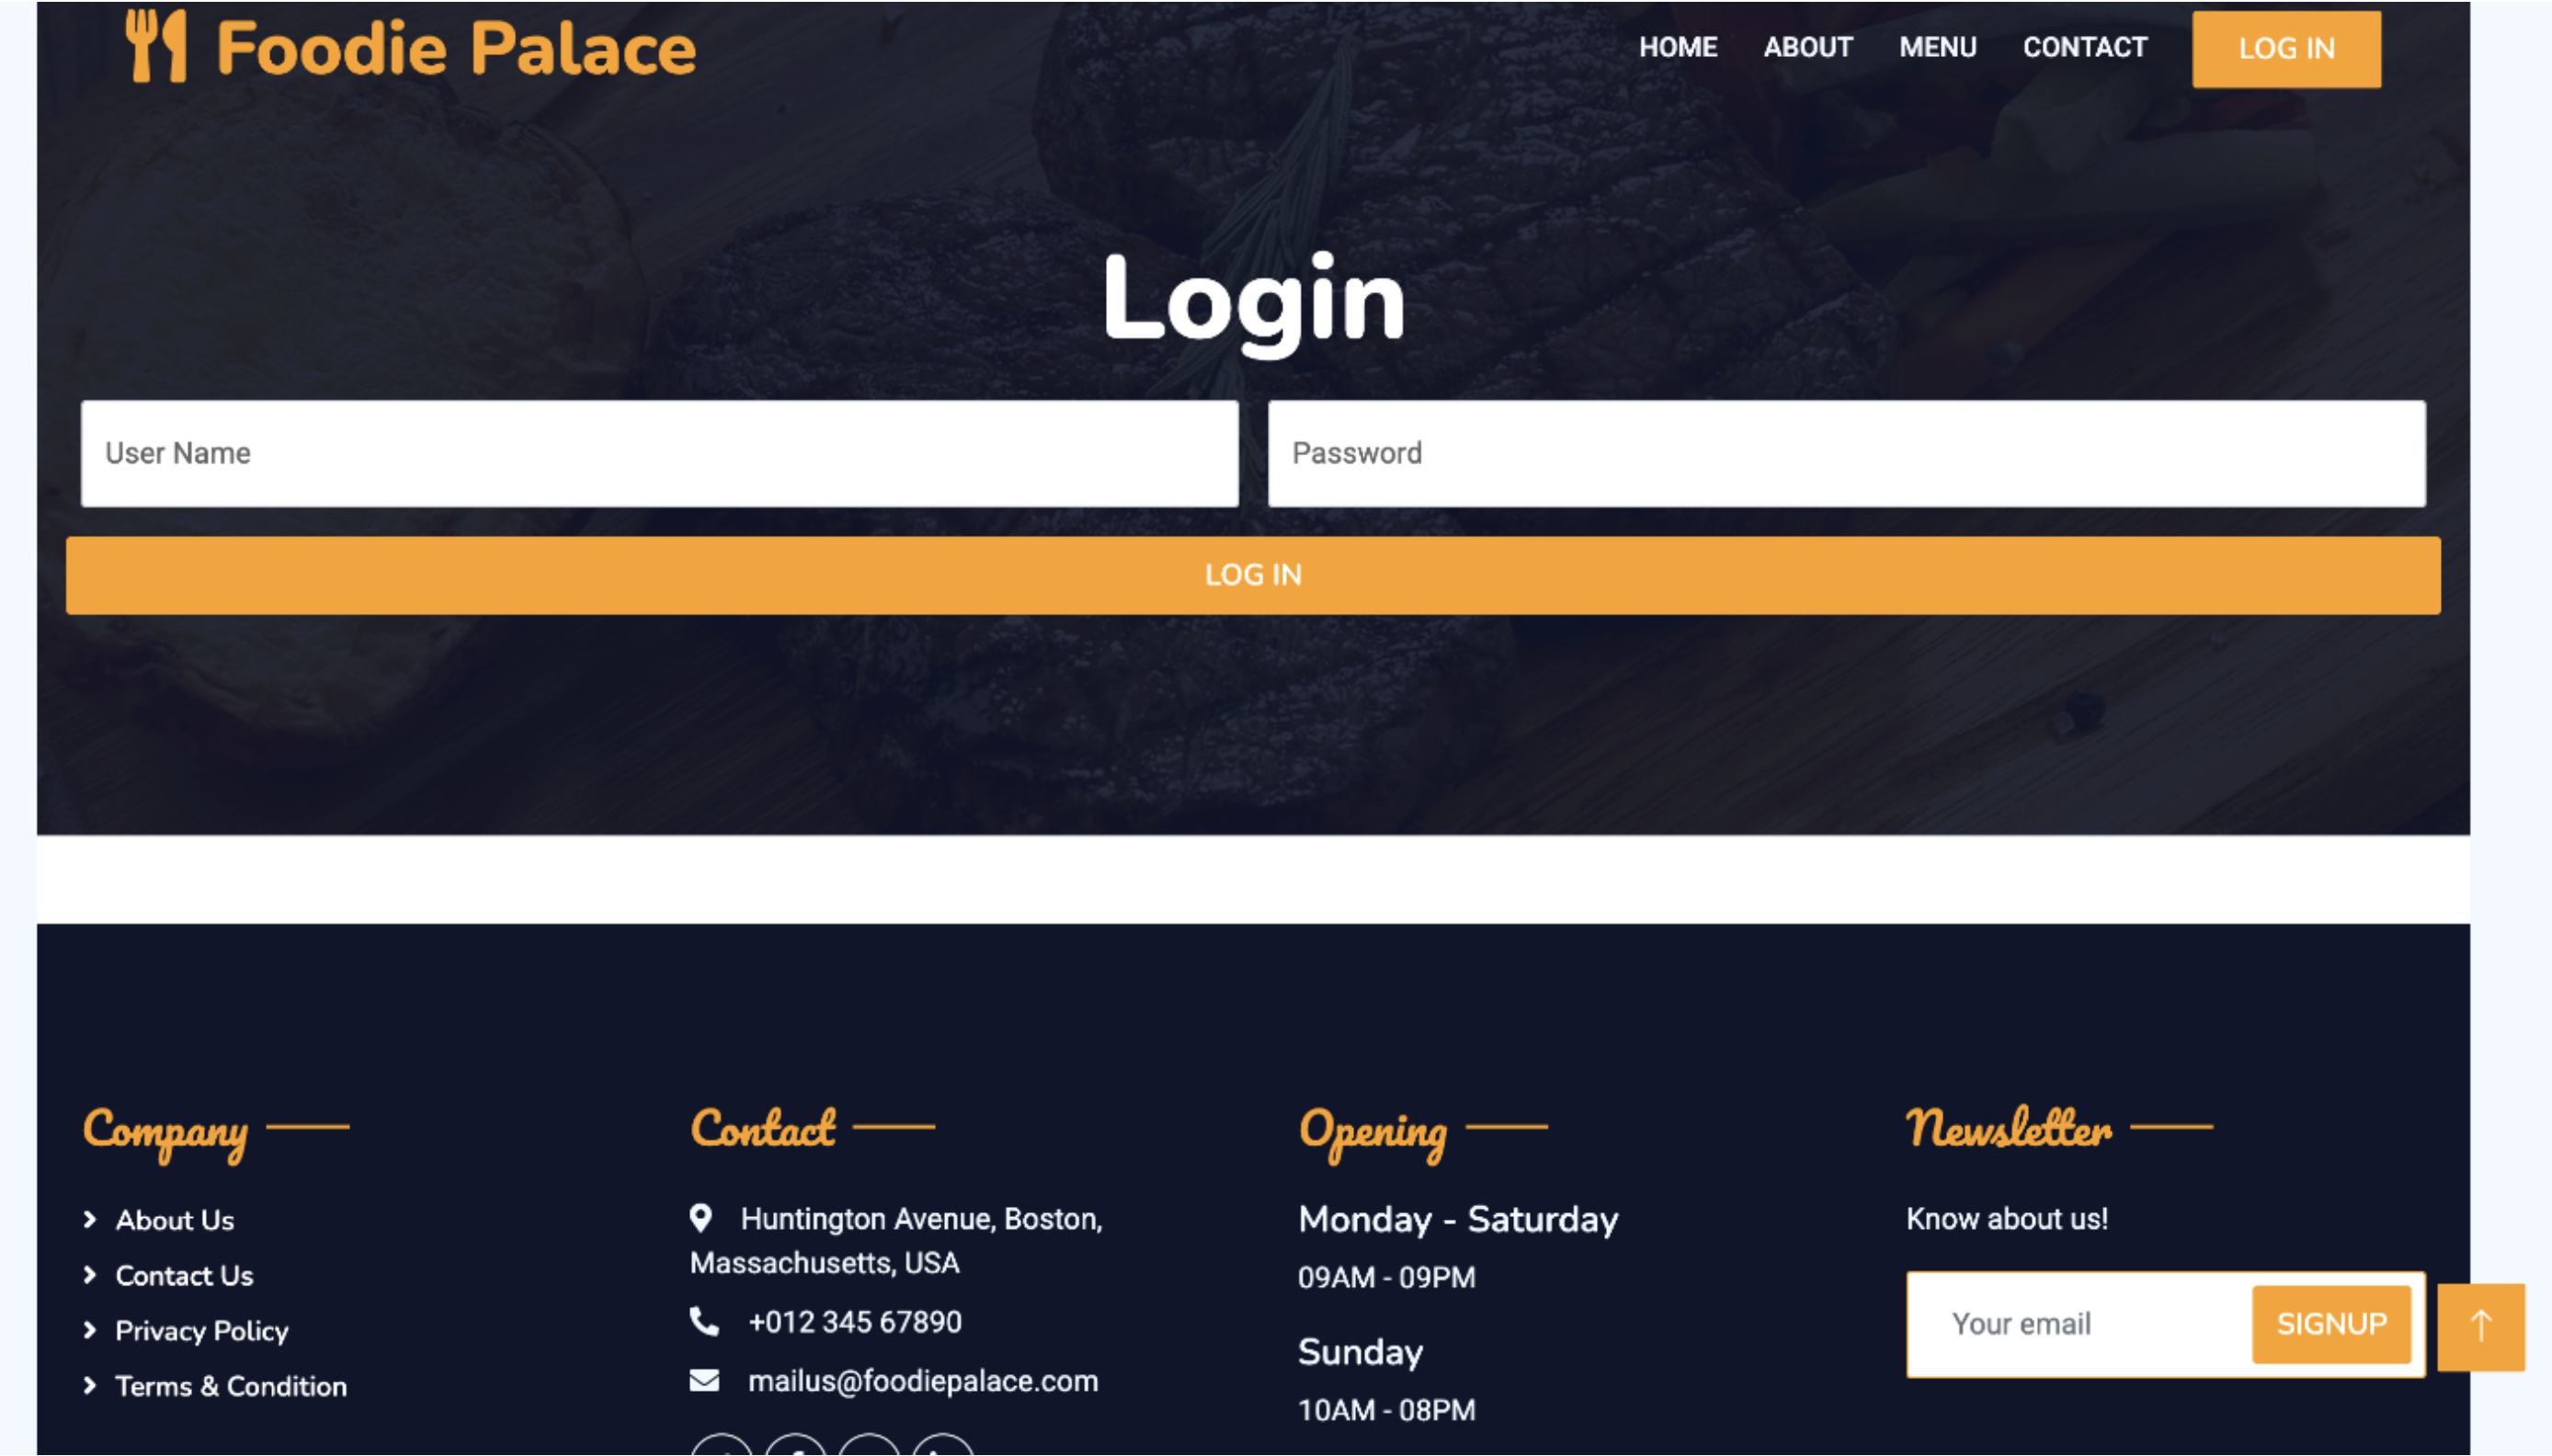 Foodie Palace
HOME ABOUT MENU CONTACT LOG IN
Login
User Name
Password
LOG IN
Company
About Us
Contact Us
Privacy Policy
Terms & Condition
Contact
Huntington Avenue, Boston,
Massachusetts, USA
+012 345 67890
mailus@foodiepalace.com
Opening
Monday - Saturday
09AM - 09PM
Sunday
10AM - 08PM
Newsletter
Know about us!
Your email SIGNUP